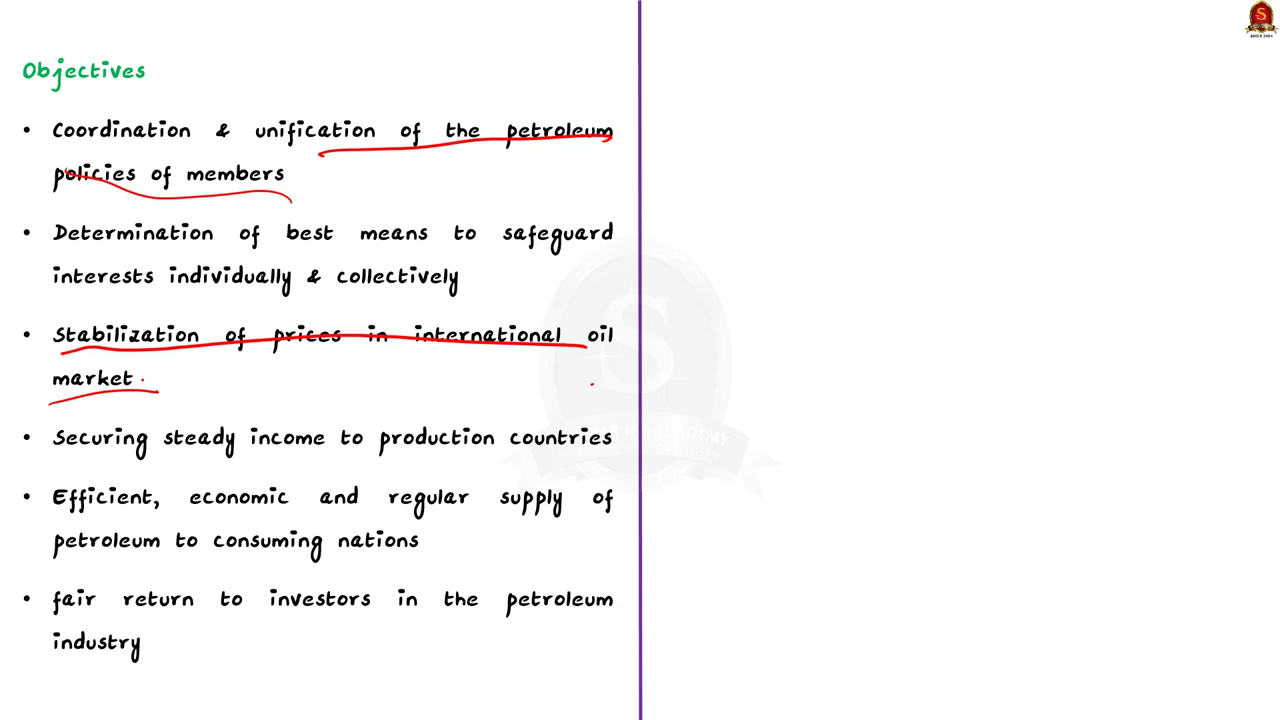 Objectives
• Coordination & unification of the petroleum
policies of members
• Determination of best means to safeguard
interests individually & collectively
• Stabilization of prices in international oil
market
• Securing steady income to production countries
• Efficient, economic and regular supply of
petroleum to consuming nations
• fair return to investors in the petroleum
industry
S
SINCE 2004